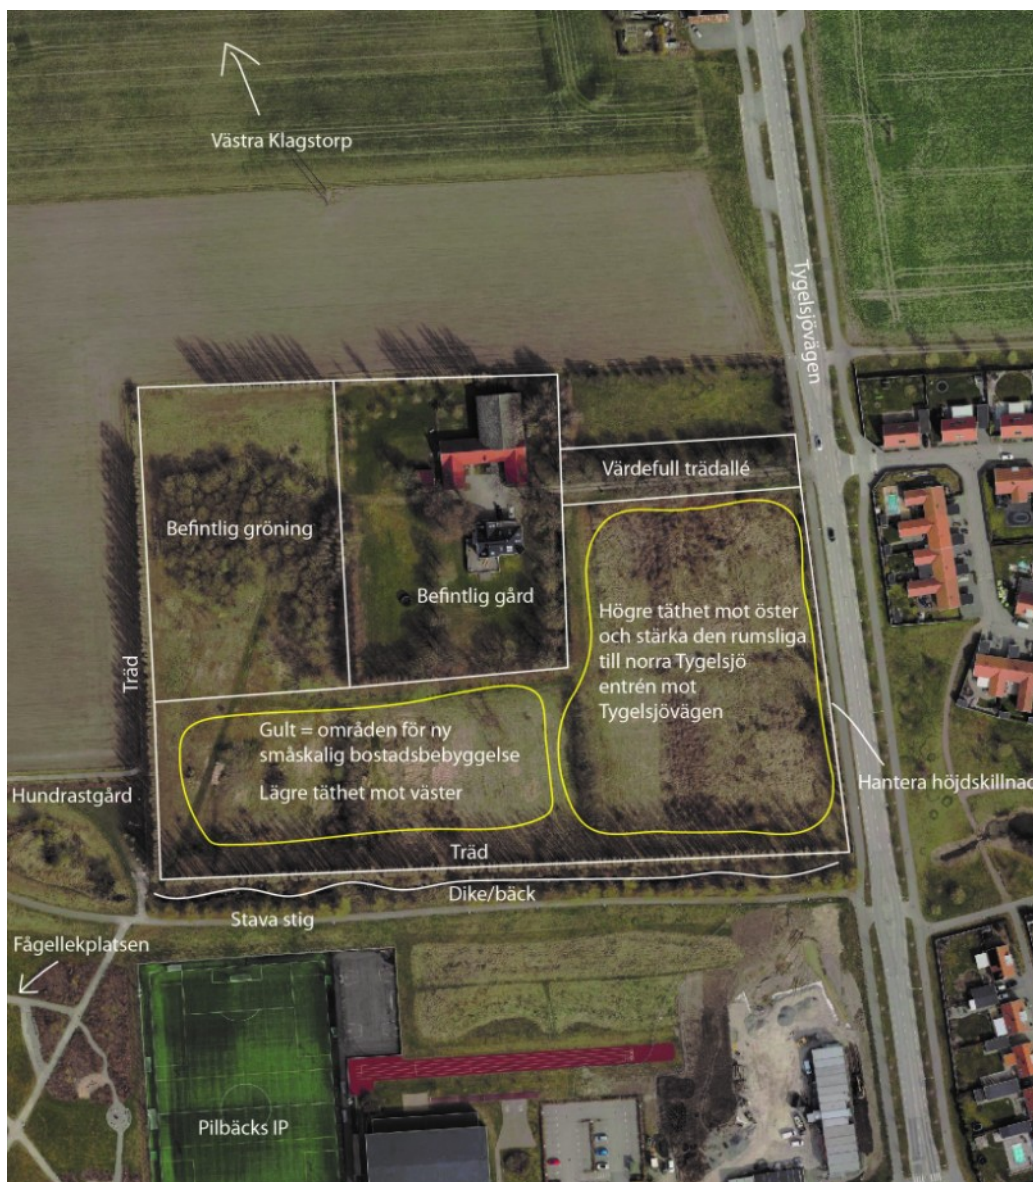 Västra Klagstorp
Tygelsjövägen
Värdefull trädallé
Befintlig gröning
Befintlig gård
Högre täthet mot öster
och stärka den rumsliga
till norra Tygelsjö
entrén mot
Tygelsjövägen
Träd
Gult = områden för ny
småskalig bostadsbebyggelse
Lägre täthet mot väster
Hundrastgård
Hantera höjdskillnad
Träd
Dike/bäck
Stava stig
Fågellekplatsen
Pilbäcks IP